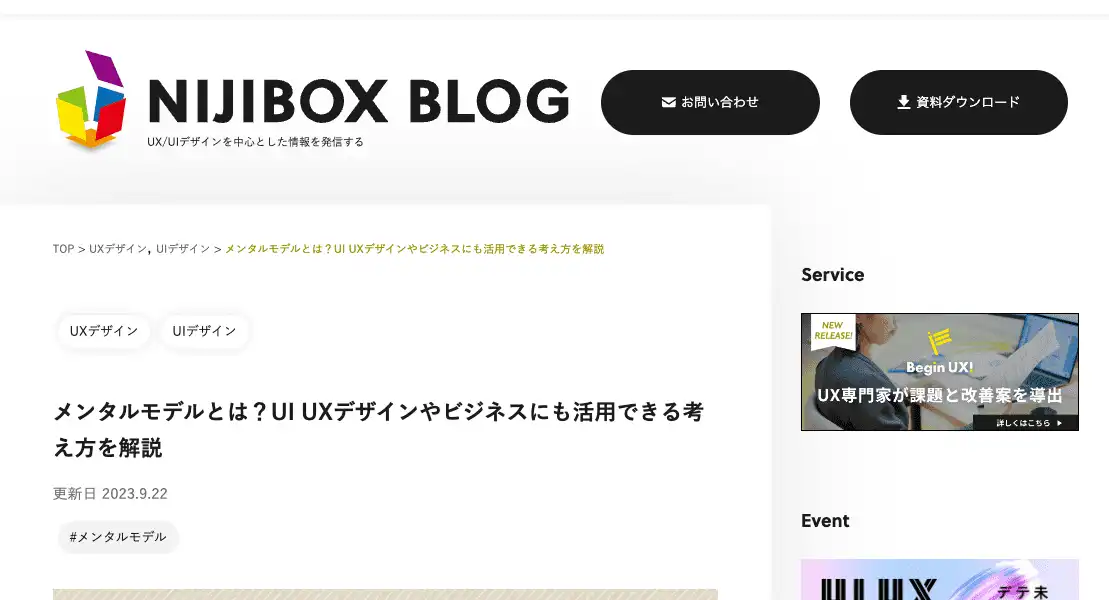 NIJIBOX BLOG
UX/UIデザインを中心とした情報を発信する
お問い合わせ
資料ダウンロード
TOP > UXデザイン, UIデザイン > メンタルモデルとは？UI UXデザインやビジネスにも活用できる考え方を解説
UXデザイン
UIデザイン
メンタルモデルとは？UI UXデザインやビジネスにも活用できる考
え方を解説
更新日 2023.9.22
#メンタルモデル
Service
NEW
RELEASE!
Begin UX!
UX専門家が課題と改善案を導出
詳しくはこちら
Event
UI UX
デテ未